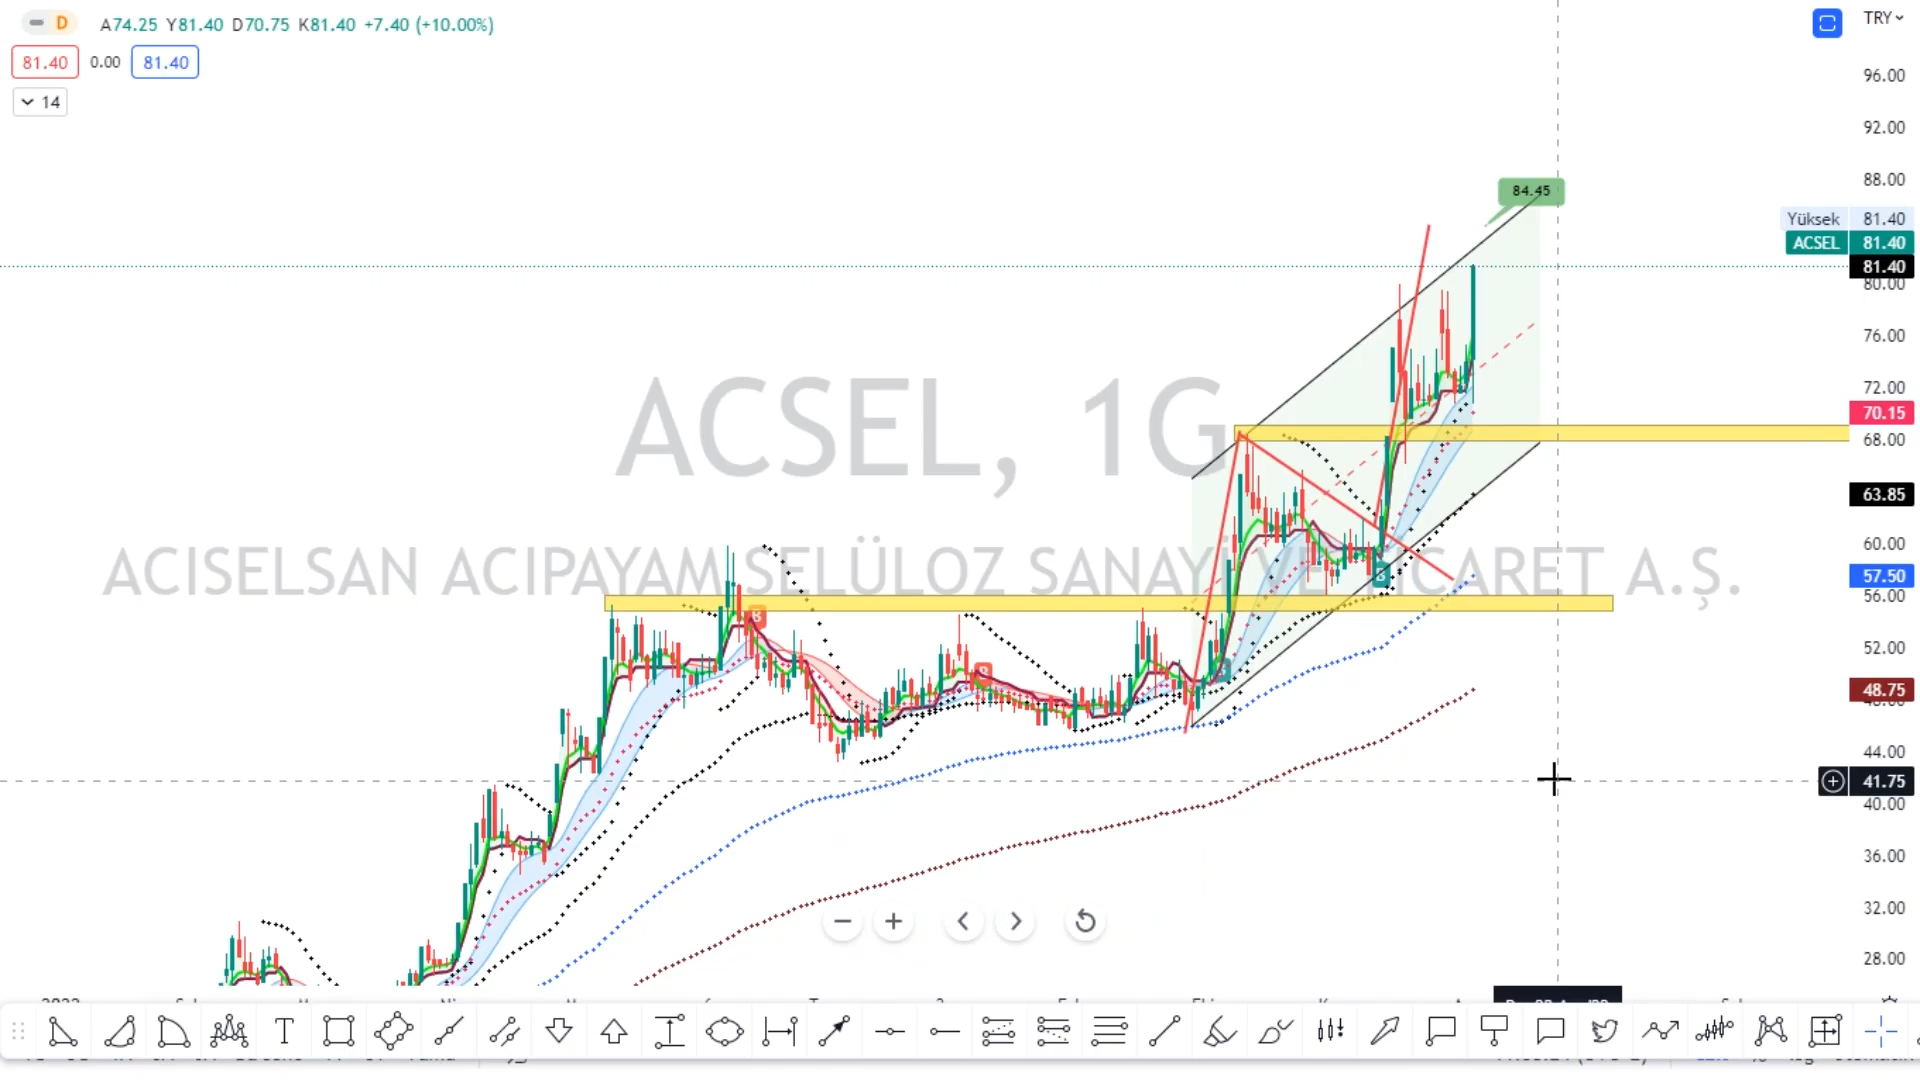 D A74.25 Y81.40 D70.75 K81.40 +7.40 (+10.00%)
TRY
81.40 0.00 81.40
14
96.00
92.00
88.00
84.45
Yüksek 81.40
ACSEL 81.40
81.40
80.00
76.00
72.00
70.15
68.00
ACSEL, 1G
63.85
60.00
ACISELSAN ACIPAYAM SELÜLOZ SANAYİ VE TİCARET A.Ş.
57.50
56.00
52.00
48.75
44.00
41.75
40.00
36.00
32.00
28.00
T